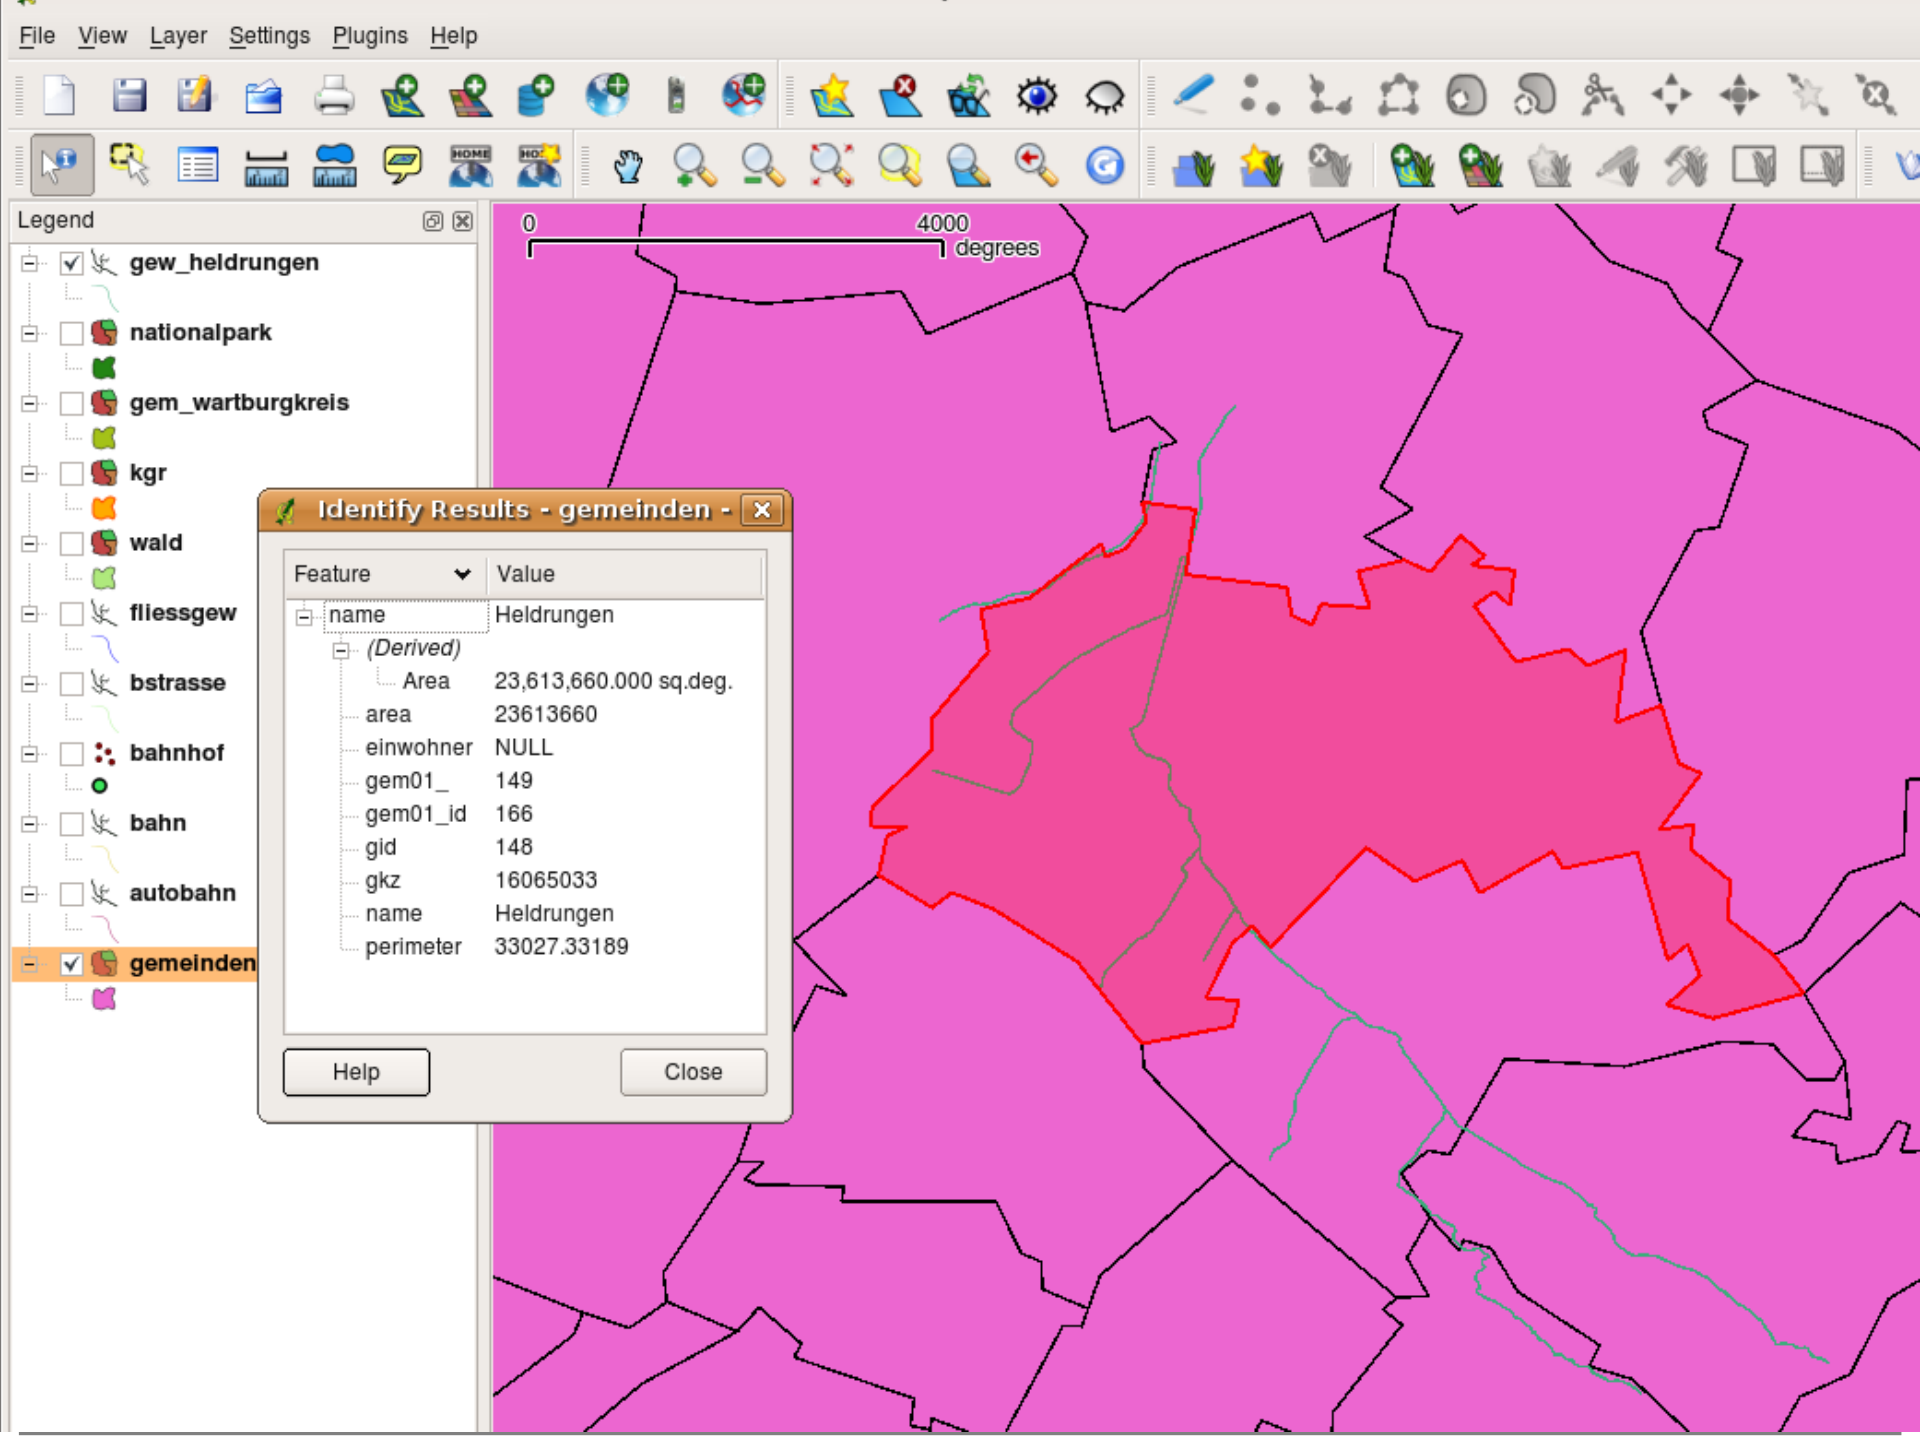 File View Layer Settings Plugins Help
HOME
Legend
gew_heldrungen
nationalpark
gem_wartburgkreis
kgr
wald
fliessgew
bstrasse
bahnhof
bahn
autobahn
gemeinden
0 4000
degrees
Identify Results - gemeinden -
Feature Value
name Heldrungen
(Derived)
Area 23,613,660.000 sq.deg.
area 23613660
einwohner NULL
gem01_ 149
gem01_id 166
gid 148
gkz 16065033
name Heldrungen
perimeter 33027.33189
Help Close